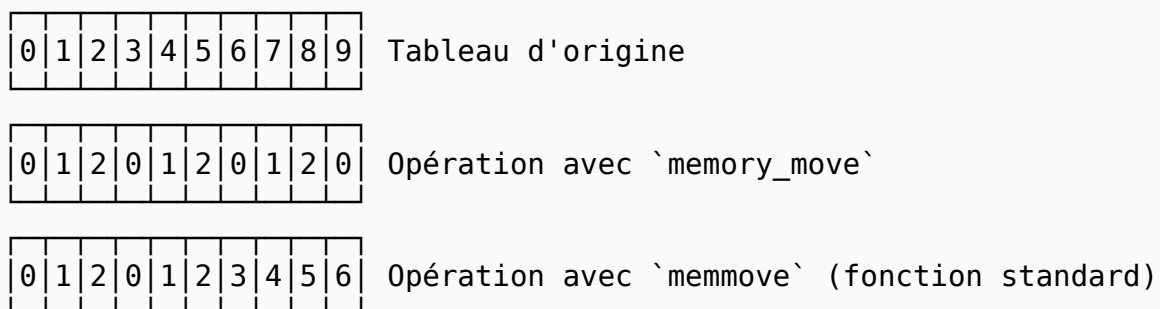 |0|1|2|3|4|5|6|7|8|9| Tableau d'origine
|0|1|2|0|1|2|0|1|2|0| Opération avec `memory_move`
|0|1|2|0|1|2|3|4|5|6| Opération avec `memmove` (fonction standard)